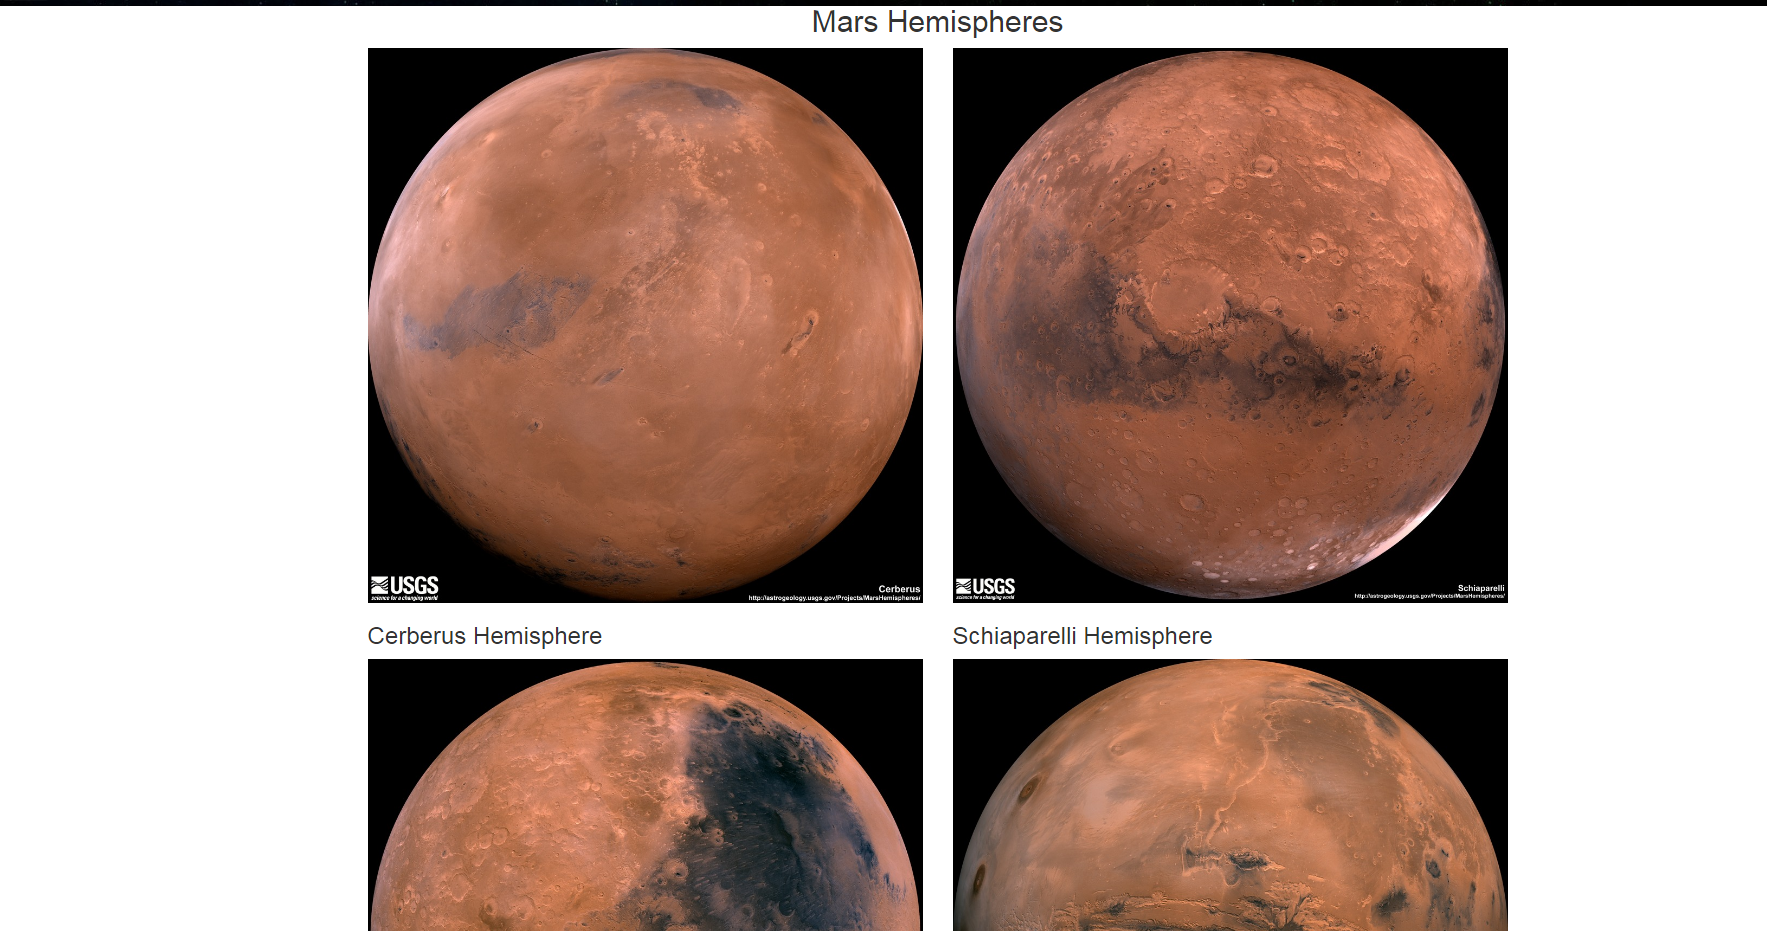 Mars Hemispheres
USGS
science for a changing world
Cerberus
http://astrogeology.usgs.gov/Projects/MarsHemispheres/
USGS
science for a changing world
Schiaparelli
http://astrogeology.usgs.gov/Projects/MarsHemispheres/
Cerberus Hemisphere
Schiaparelli Hemisphere